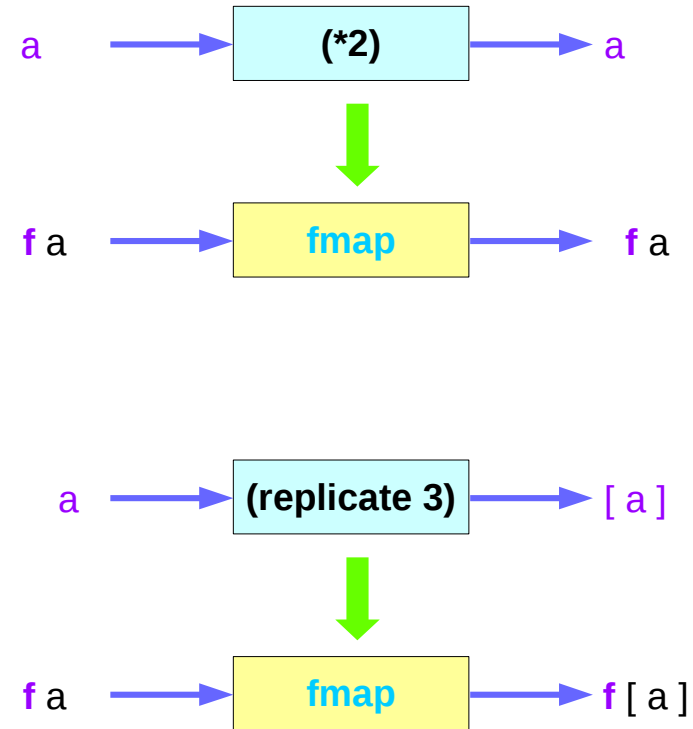 a (*2) a
f a fmap f a
a (replicate 3) [ a ]
f a fmap f [ a ]